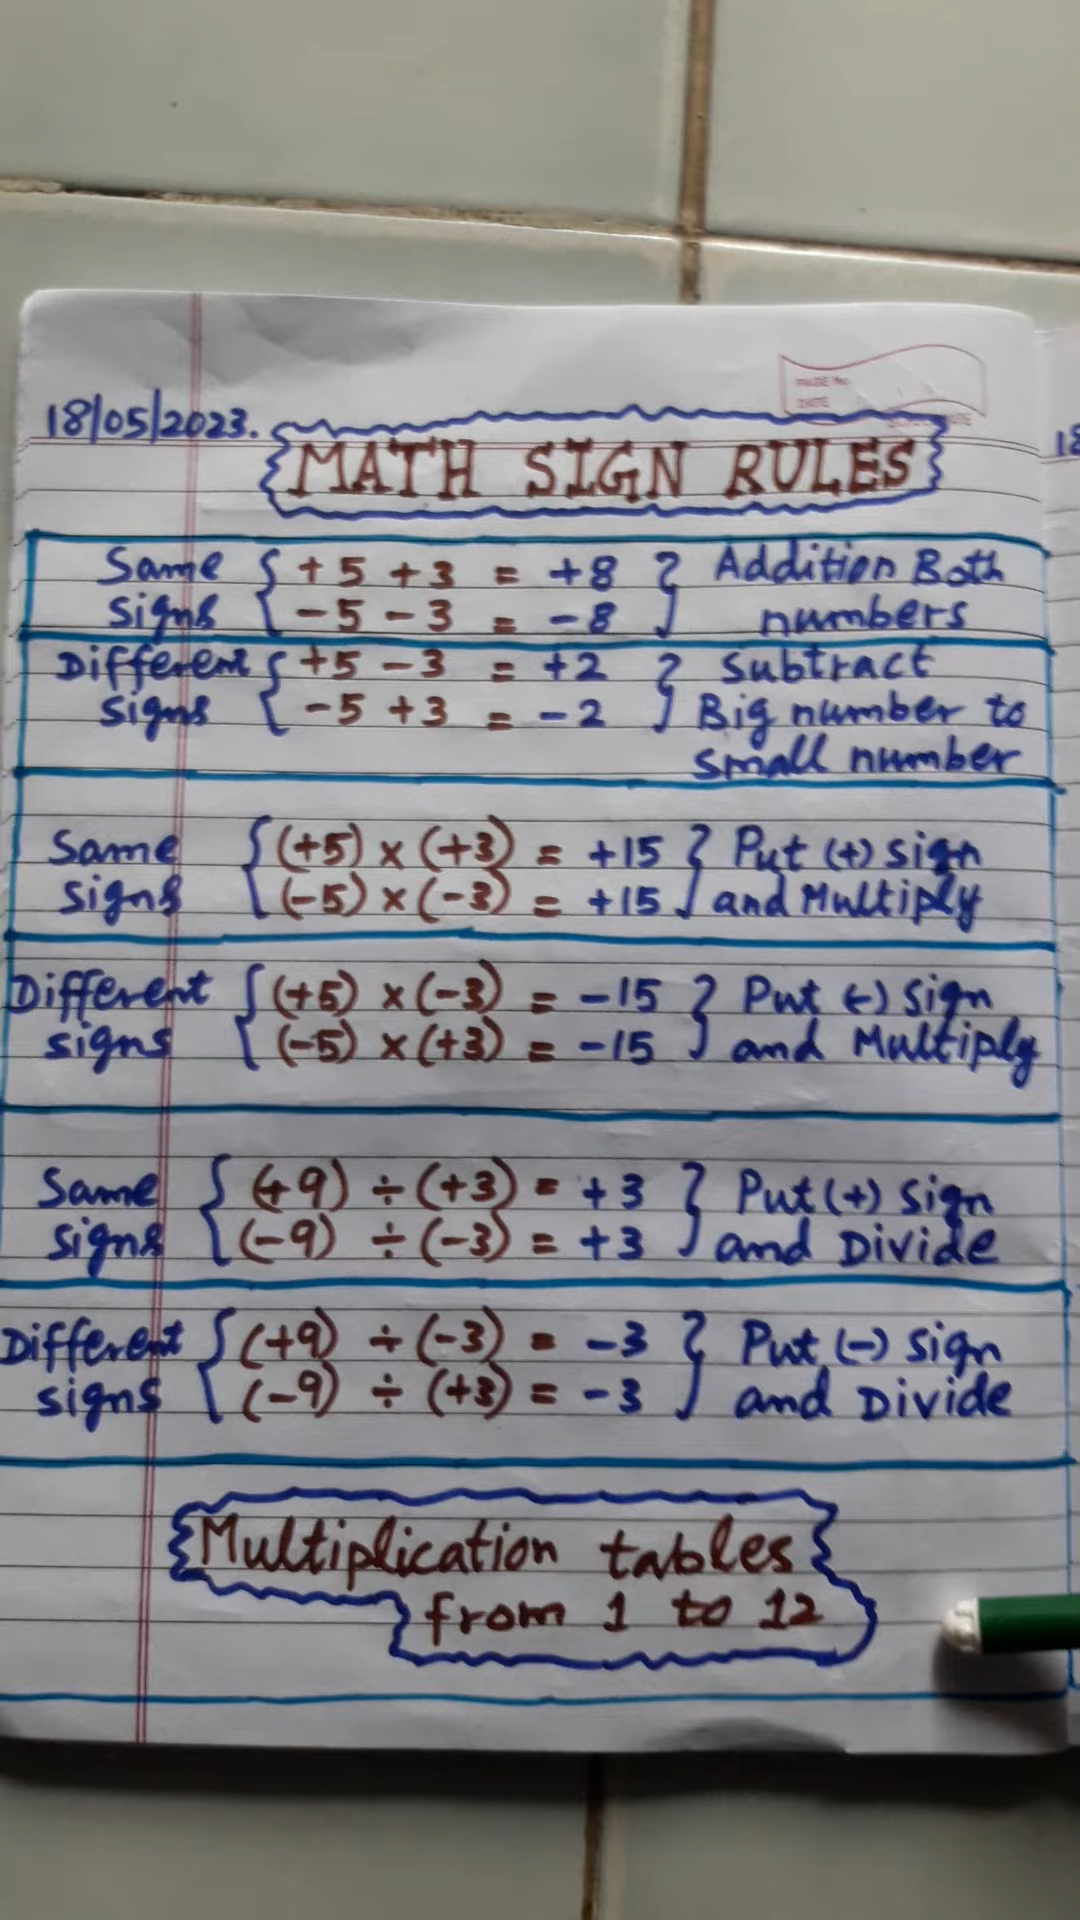 PAGE No.
DATE
18/05/2023.
MATH SIGN RULES
18
Same signs { +5 +3 = +8 } Addition Both
-5 -3 = -8 numbers
Different signs { +5 -3 = +2 } Subtract
-5 +3 = -2 Big number to
small number
Same signs { (+5) × (+3) = +15 } Put (+) sign
(-5) × (-3) = +15 and Multiply
Different signs { (+5) × (-3) = -15 } Put (-) sign
(-5) × (+3) = -15 and Multiply
Same signs { (+9) ÷ (+3) = +3 } Put (+) sign
(-9) ÷ (-3) = +3 and Divide
Different signs { (+9) ÷ (-3) = -3 } Put (-) sign
(-9) ÷ (+3) = -3 and Divide
Multiplication tables
from 1 to 12